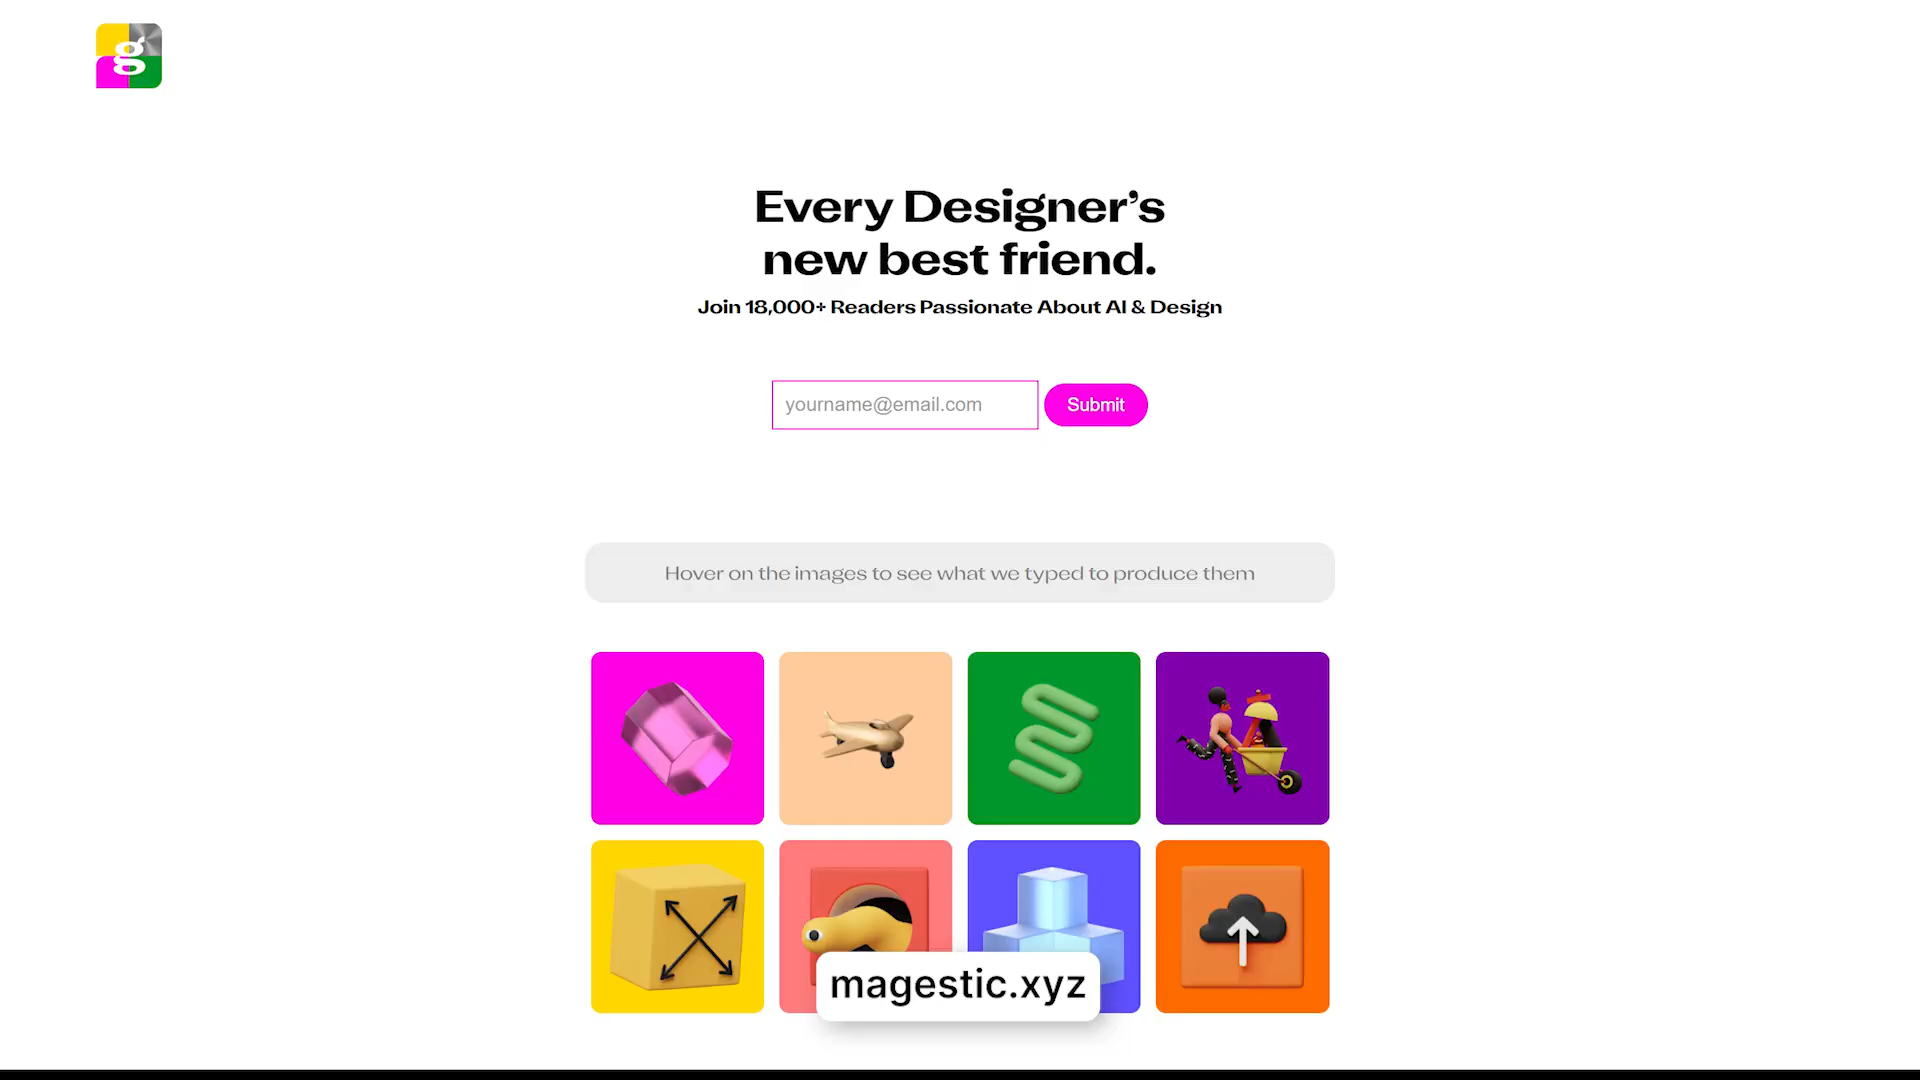 g
Every Designer’s
new best friend.
Join 18,000+ Readers Passionate About AI & Design
yourname@email.com
Submit
Hover on the images to see what we typed to produce them
magestic.xyz